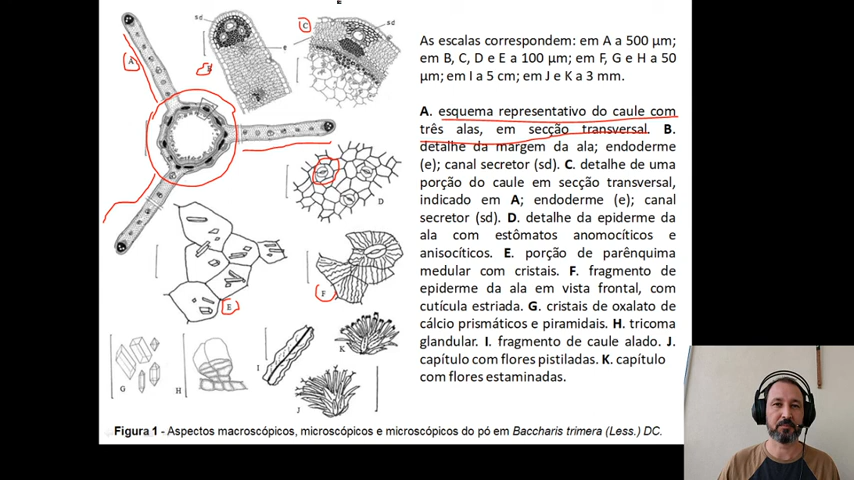 A
sd
B
e
C
sd
D
E
F
G
H
I
J
K
As escalas correspondem: em A a 500 µm;
em B, C, D e E a 100 µm; em F, G e H a 50
µm; em I a 5 cm; em J e K a 3 mm.
A. esquema representativo do caule com
três alas, em secção transversal. B.
detalhe da margem da ala; endoderme
(e); canal secretor (sd). C. detalhe de uma
porção do caule em secção transversal,
indicado em A; endoderme (e); canal
secretor (sd). D. detalhe da epiderme da
ala com estômatos anomocíticos e
anisocíticos. E. porção de parênquima
medular com cristais. F. fragmento de
epiderme da ala em vista frontal, com
cutícula estriada. G. cristais de oxalato de
cálcio prismáticos e piramidais. H. tricoma
glandular. I. fragmento de caule alado. J.
capítulo com flores pistiladas. K. capítulo
com flores estaminadas.
Figura 1 - Aspectos macroscópicos, microscópicos e microscópicos do pó em Baccharis trimera (Less.) DC.